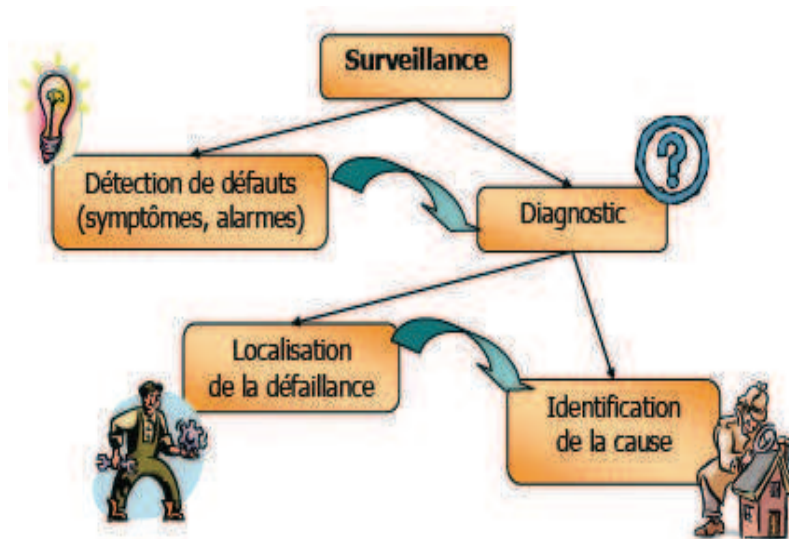 Surveillance
Détection de défauts
(symptômes, alarmes)
?
Diagnostic
Localisation
de la défaillance
Identification
de la cause